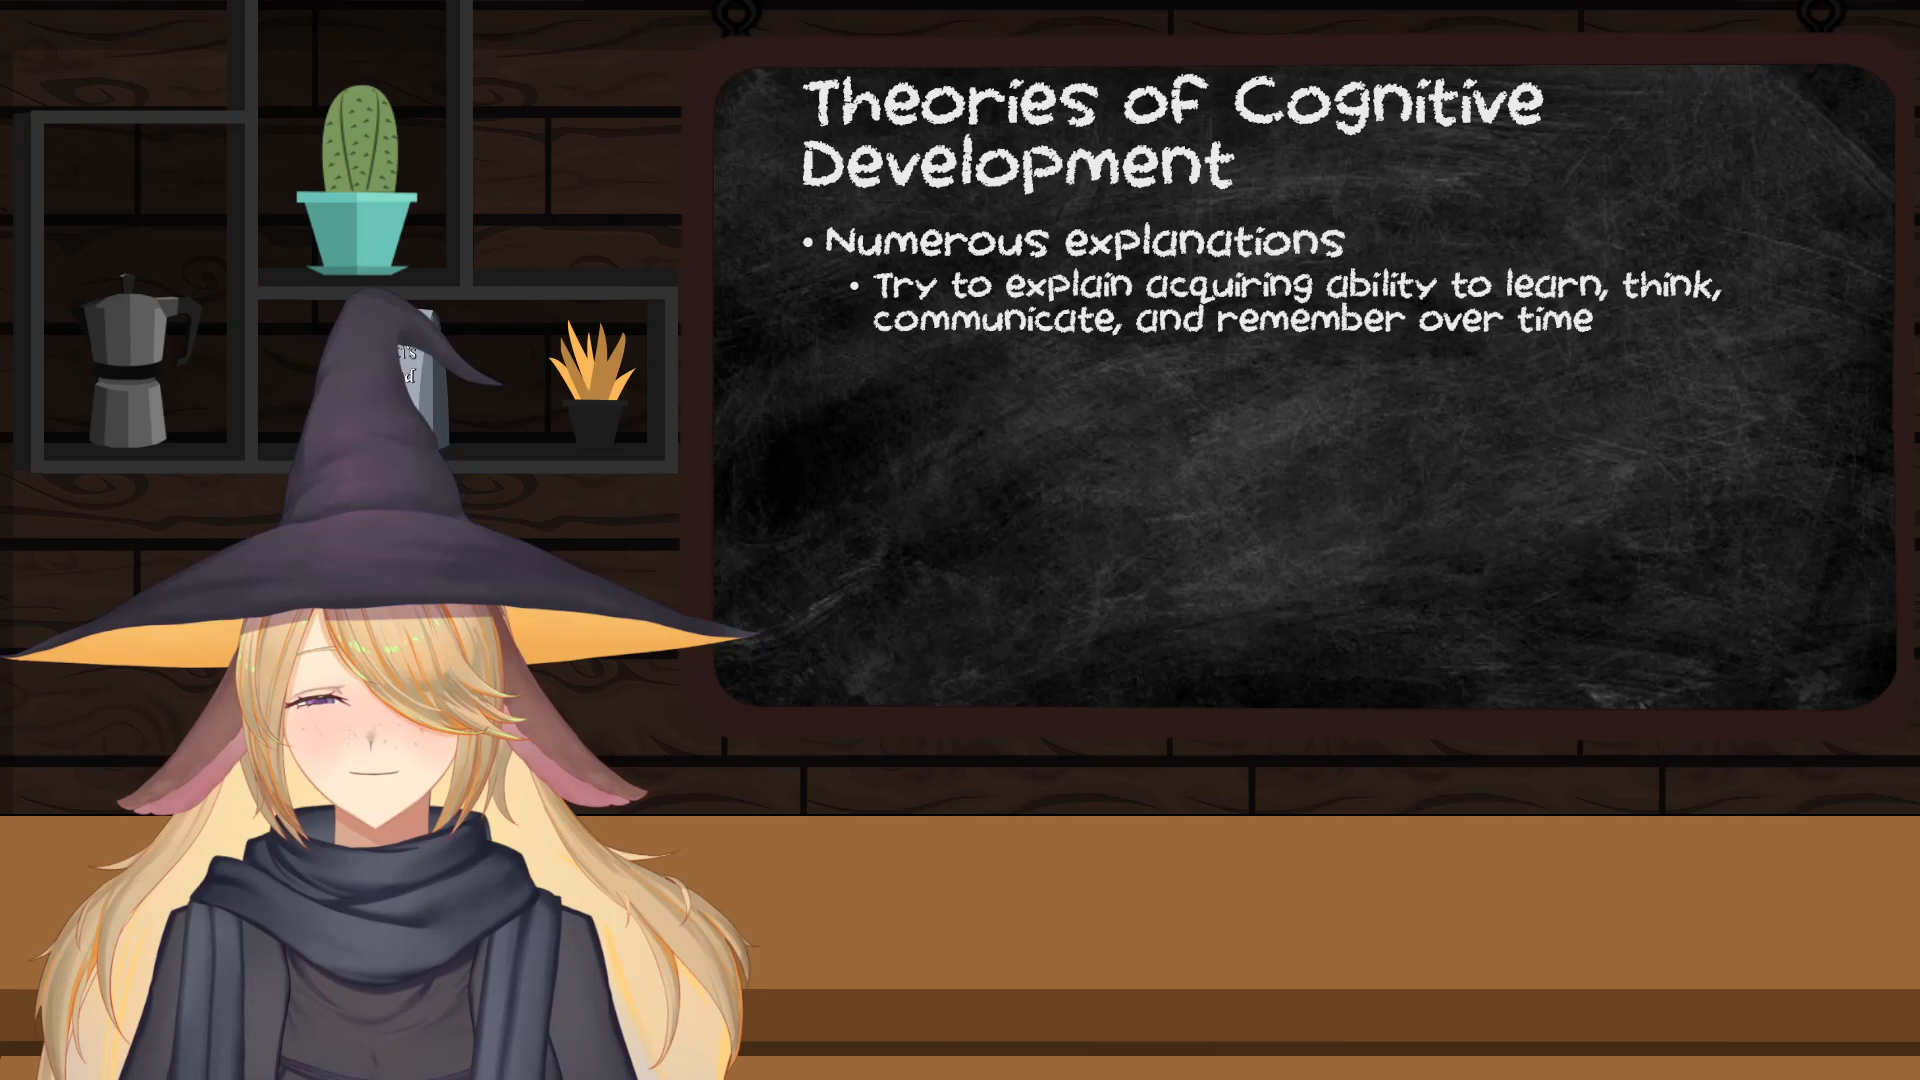 Theories of Cognitive
Development
• Numerous explanations
• Try to explain acquiring ability to learn, think,
communicate, and remember over time